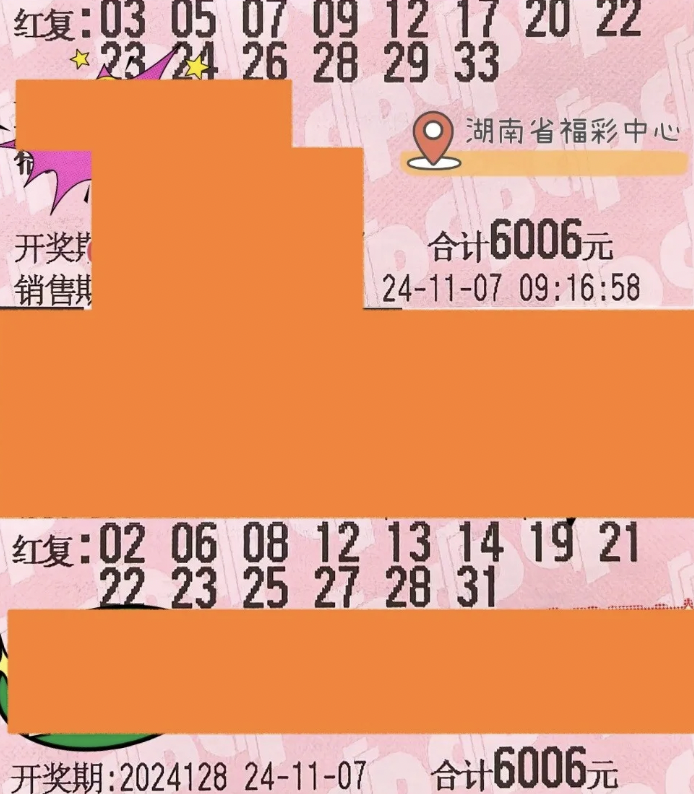 红复:03 05 07 09 12 17 20 22
23 24 26 28 29 33
湖南省福彩中心
开奖期
合计6006元
销售期
24-11-07 09:16:58
红复:02 06 08 12 13 14 19 21
22 23 25 27 28 31
开奖期:2024128 24-11-07 合计6006元